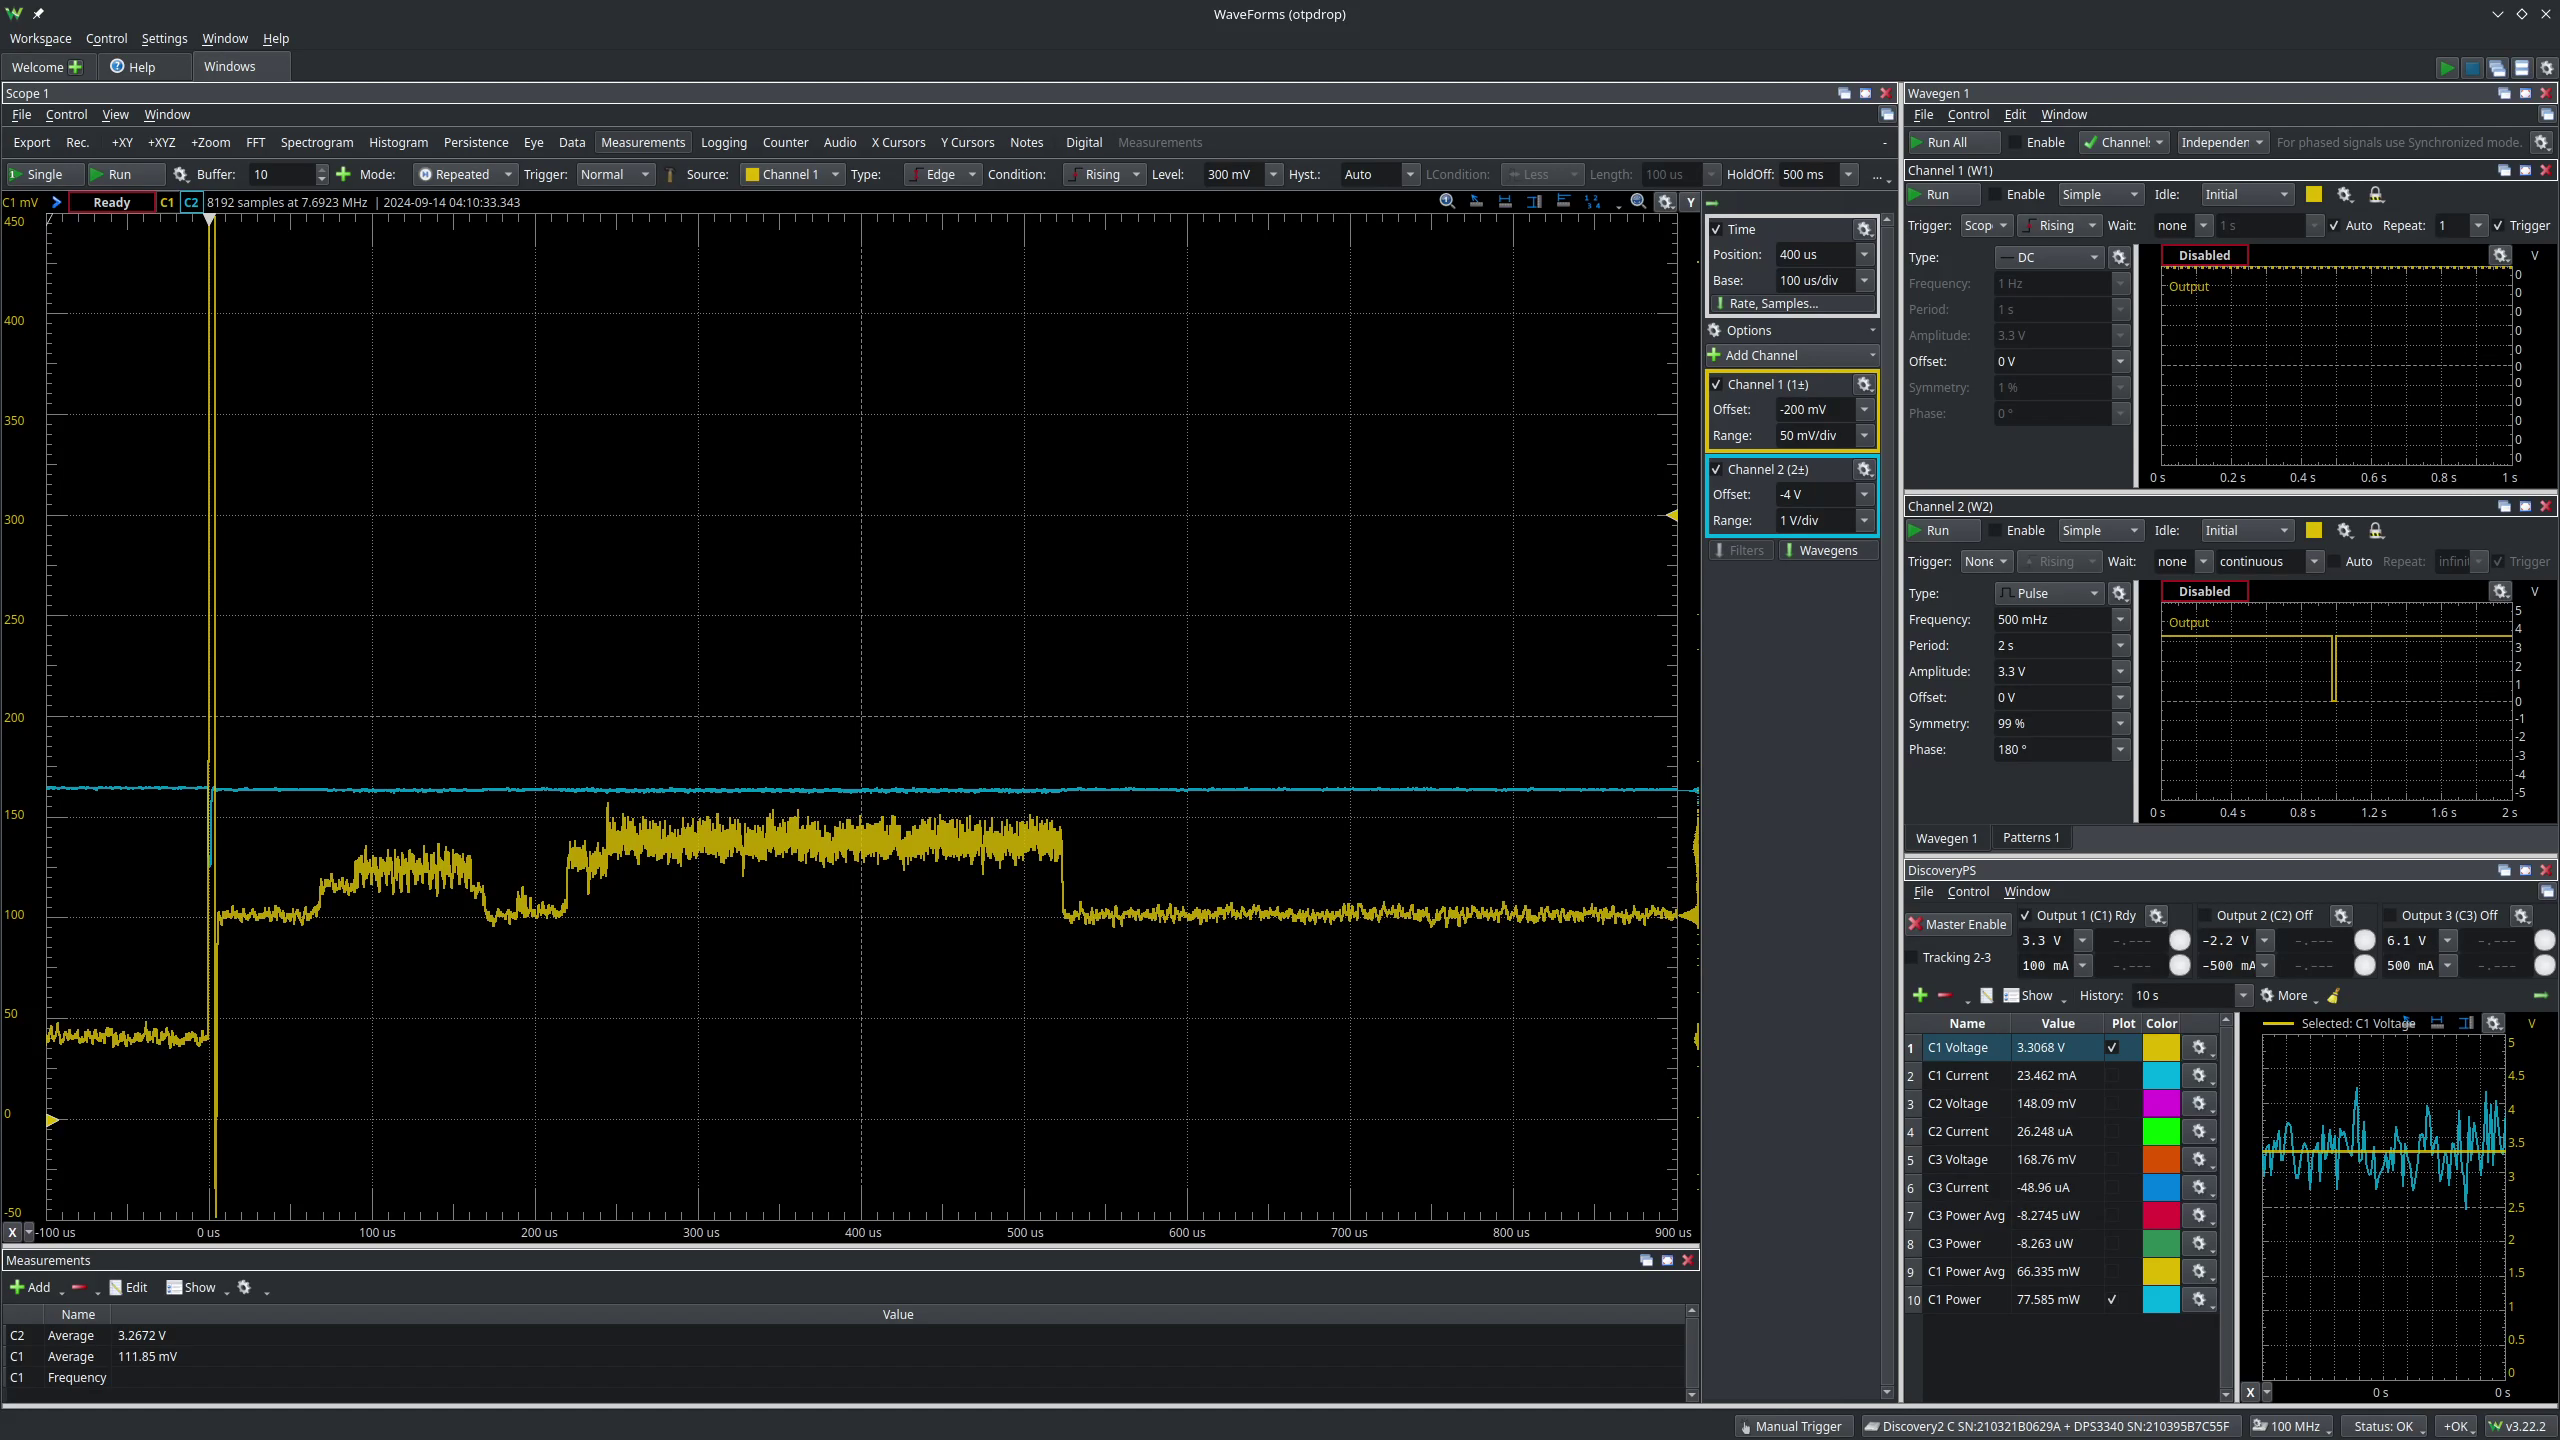 WaveForms (otpdrop)
Workspace Control Settings Window Help
Welcome Help Windows
Scope 1
File Control View Window
Export Rec. +XY +XYZ +Zoom FFT Spectrogram Histogram Persistence Eye Data Measurements Logging Counter Audio X Cursors Y Cursors Notes Digital Measurements -
Single Run Buffer: 10 Mode: Repeated Trigger: Normal Source: Channel 1 Type: Edge Condition: Rising Level: 300 mV Hyst.: Auto LCondition: Less Length: 100 us HoldOff: 500 ms ...
C1 mV Ready C1 C2 8192 samples at 7.6923 MHz | 2024-09-14 04:10:33.343 Y
450
400
350
300
250
200
150
100
50
0
-50
X -100 us 0 us 100 us 200 us 300 us 400 us 500 us 600 us 700 us 800 us 900 us
Time
Position: 400 us
Base: 100 us/div
Rate, Samples...
Options
Add Channel
Channel 1 (1±)
Offset: -200 mV
Range: 50 mV/div
Channel 2 (2±)
Offset: -4 V
Range: 1 V/div
Filters Wavegens
Measurements
Add Edit Show
Name Value
C2 Average 3.2672 V
C1 Average 111.85 mV
C1 Frequency
Wavegen 1
File Control Edit Window
Run All Enable Channel: Independen For phased signals use Synchronized mode.
Channel 1 (W1)
Run Enable Simple Idle: Initial
Trigger: Scop Rising Wait: none 1 s Auto Repeat: 1 Trigger
Type: DC Disabled V
Frequency: 1 Hz
Period: 1 s
Amplitude: 3.3 V
Offset: 0 V
Symmetry: 1 %
Phase: 0 °
Output
0
0
0
0
0
0
0
0
0
0
0
0 s 0.2 s 0.4 s 0.6 s 0.8 s 1 s
Channel 2 (W2)
Run Enable Simple Idle: Initial
Trigger: None Rising Wait: none continuous Auto Repeat: infinit Trigger
Type: Pulse Disabled V
Frequency: 500 mHz
Period: 2 s
Amplitude: 3.3 V
Offset: 0 V
Symmetry: 99 %
Phase: 180 °
Output
5
4
3
2
1
0
-1
-2
-3
-4
-5
0 s 0.4 s 0.8 s 1.2 s 1.6 s 2 s
Wavegen 1 Patterns 1
DiscoveryPS
File Control Window
Master Enable Output 1 (C1) Rdy Output 2 (C2) Off Output 3 (C3) Off
3.3 V -.--- -2.2 V -.--- 6.1 V -.---
Tracking 2-3 100 mA -.--- -500 mA -.--- 500 mA -.---
Show History: 10 s More
Name Value Plot Color
1 C1 Voltage 3.3068 V
2 C1 Current 23.462 mA
3 C2 Voltage 148.09 mV
4 C2 Current 26.248 uA
5 C3 Voltage 168.76 mV
6 C3 Current -48.96 uA
7 C3 Power Avg -8.2745 uW
8 C3 Power -8.263 uW
9 C1 Power Avg 66.335 mW
10 C1 Power 77.585 mW
Selected: C1 Voltage V
5
4.5
4
3.5
3
2.5
2
1.5
1
0.5
0
X 0 s 0 s
Manual Trigger Discovery2 C SN:210321B0629A + DPS3340 SN:210395B7C55F 100 MHz Status: OK +OK v3.22.2